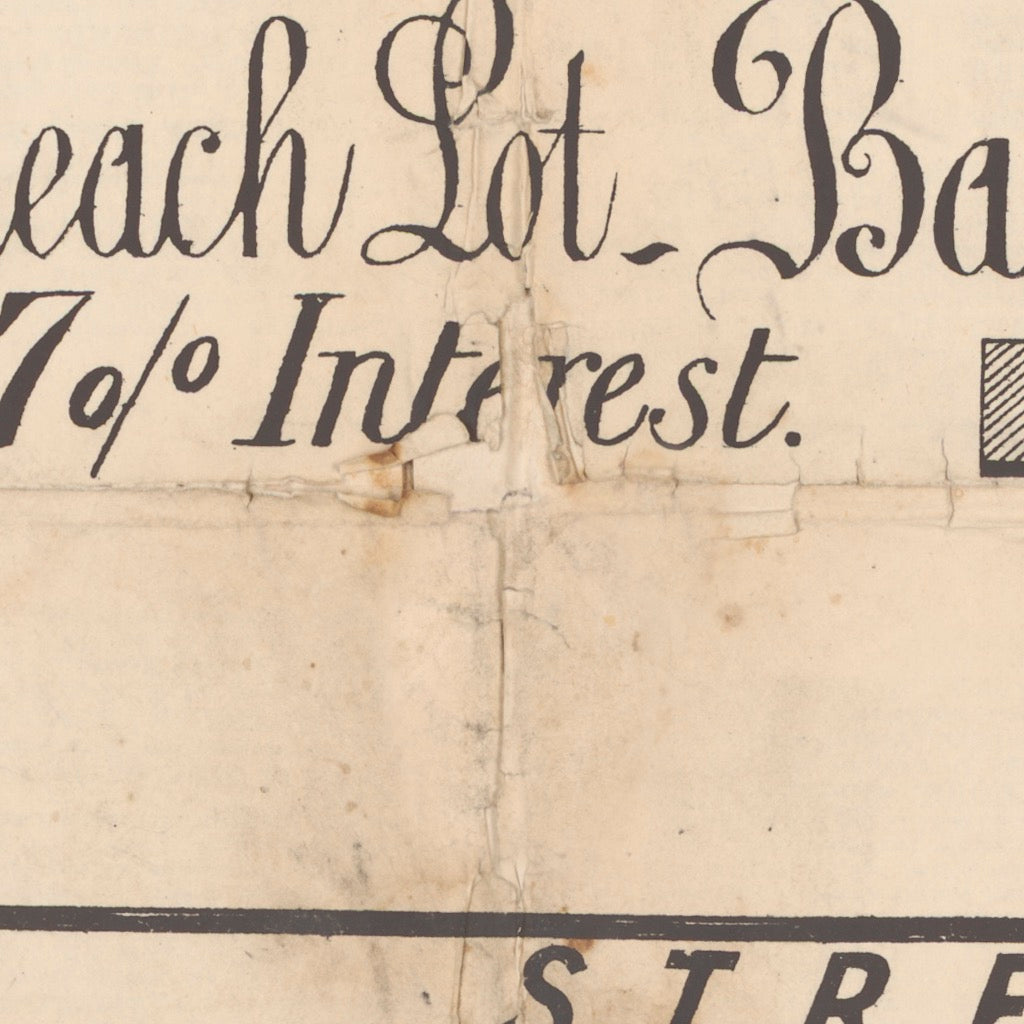 each Lot. Ba
7% Interest.
STRE